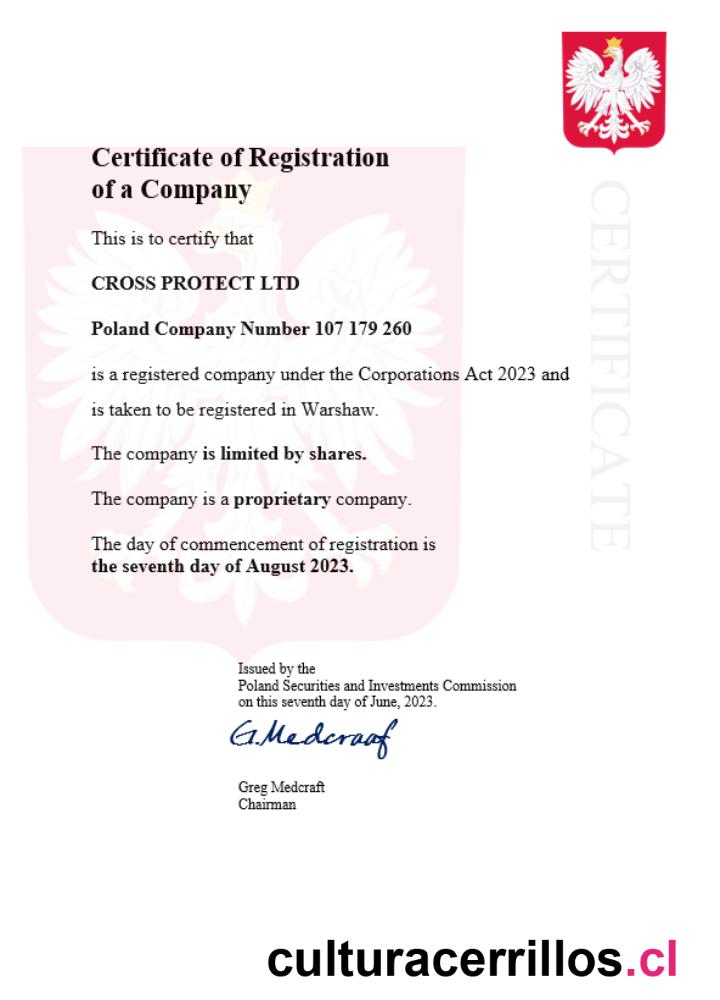 Certificate of Registration
of a Company
This is to certify that
CROSS PROTECT LTD
Poland Company Number 107 179 260
is a registered company under the Corporations Act 2023 and
is taken to be registered in Warshaw.
The company is limited by shares.
The company is a proprietary company.
The day of commencement of registration is
the seventh day of August 2023.
CERTIFICATE
Issued by the
Poland Securities and Investments Commission
on this seventh day of June, 2023.
G.Medcraft
Greg Medcraft
Chairman
culturacerrillos.cl